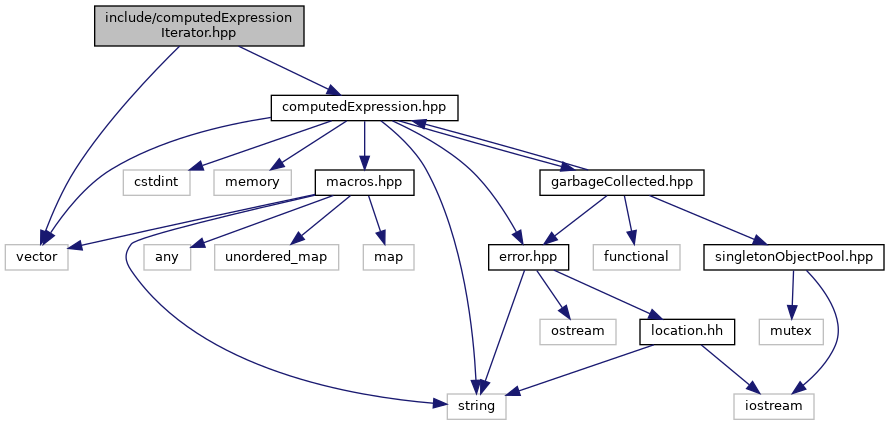 include/computedExpression
Iterator.hpp
computedExpression.hpp
cstdint
memory
macros.hpp
garbageCollected.hpp
vector
any
unordered_map
map
error.hpp
functional
singletonObjectPool.hpp
ostream
location.hh
mutex
string
iostream